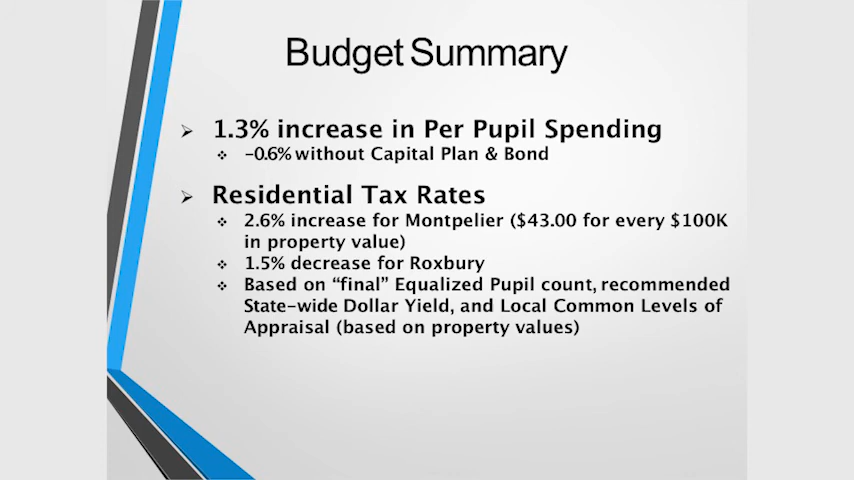 Budget Summary
1.3% increase in Per Pupil Spending
-0.6% without Capital Plan & Bond
Residential Tax Rates
2.6% increase for Montpelier ($43.00 for every $100K
in property value)
1.5% decrease for Roxbury
Based on “final” Equalized Pupil count, recommended
State-wide Dollar Yield, and Local Common Levels of
Appraisal (based on property values)